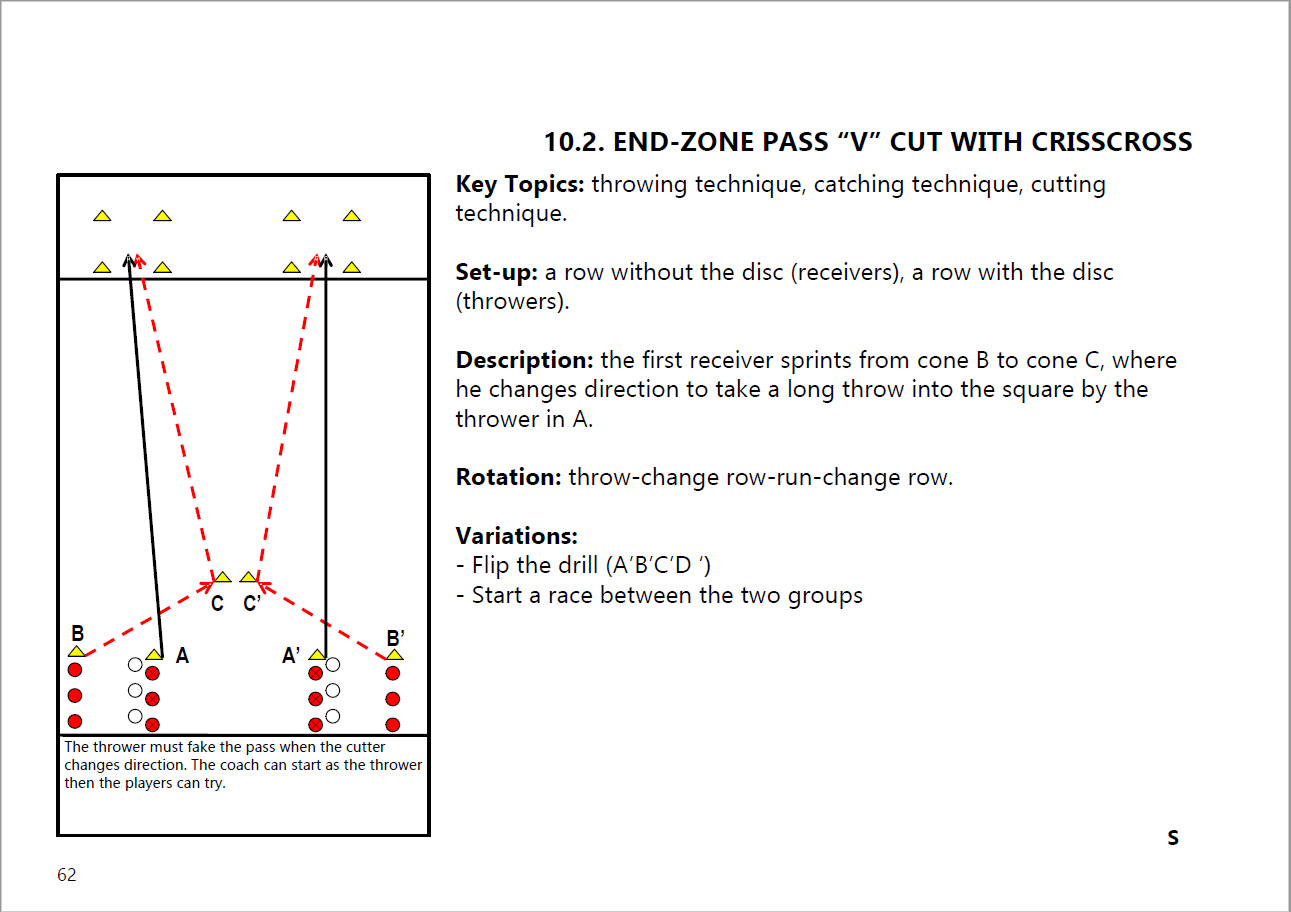 10.2. END-ZONE PASS “V” CUT WITH CRISSCROSS
Key Topics: throwing technique, catching technique, cutting
technique.
Set-up: a row without the disc (receivers), a row with the disc
(throwers).
Description: the first receiver sprints from cone B to cone C, where
he changes direction to take a long throw into the square by the
thrower in A.
Rotation: throw-change row-run-change row.
Variations:
- Flip the drill (A’B’C’D ’)
- Start a race between the two groups
C C’
B
B’
A
A’
The thrower must fake the pass when the cutter
changes direction. The coach can start as the thrower
then the players can try.
S
62